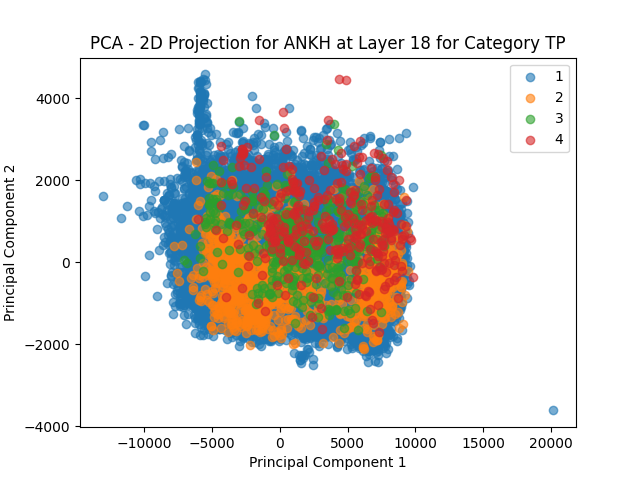 PCA - 2D Projection for ANKH at Layer 18 for Category TP
1
2
3
4
Principal Component 2
4000
2000
0
−2000
−4000
−10000 −5000 0 5000 10000 15000 20000
Principal Component 1